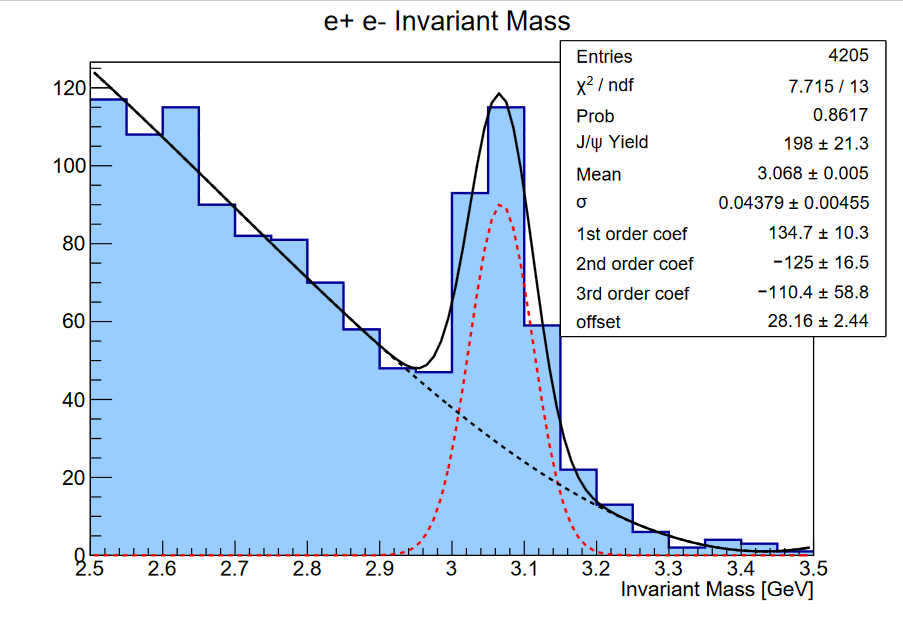 e+ e- Invariant Mass
Entries 4205
χ² / ndf 7.715 / 13
Prob 0.8617
J/ψ Yield 198 ± 21.3
Mean 3.068 ± 0.005
σ 0.04379 ± 0.00455
1st order coef 134.7 ± 10.3
2nd order coef −125 ± 16.5
3rd order coef −110.4 ± 58.8
offset 28.16 ± 2.44
120
100
80
60
40
20
0
2.5 2.6 2.7 2.8 2.9 3 3.1 3.2 3.3 3.4 3.5
Invariant Mass [GeV]